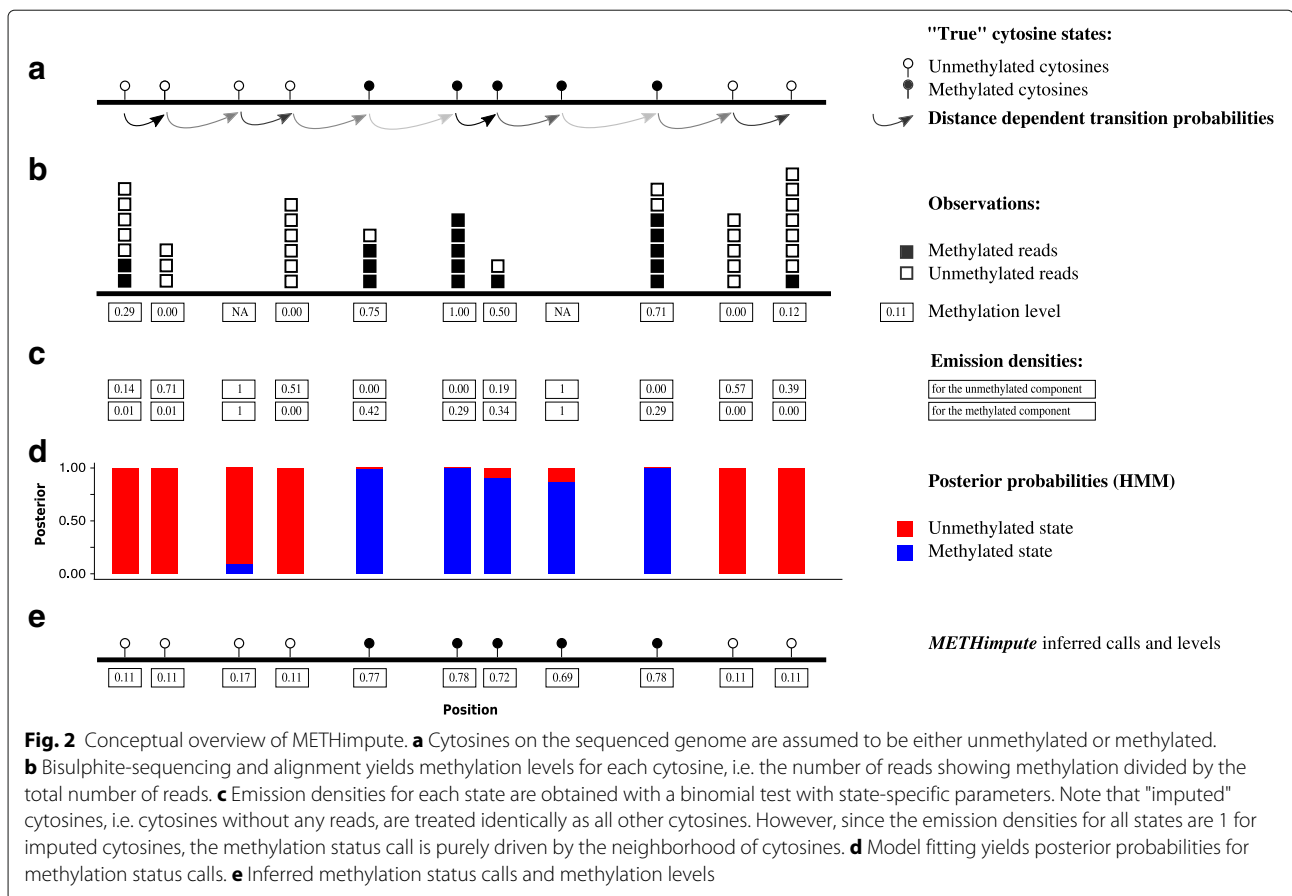 a
"True" cytosine states:
Unmethylated cytosines
Methylated cytosines
Distance dependent transition probabilities
b
Observations:
Methylated reads
Unmethylated reads
0.29 0.00 NA 0.00 0.75 1.00 0.50 NA 0.71 0.00 0.12
0.11 Methylation level
c
Emission densities:
0.14 0.71 1 0.51 0.00 0.00 0.19 1 0.00 0.57 0.39
for the unmethylated component
0.01 0.01 1 0.00 0.42 0.29 0.34 1 0.29 0.00 0.00
for the methylated component
d
Posterior
1.00
0.50
0.00
Posterior probabilities (HMM)
Unmethylated state
Methylated state
e
METHimpute inferred calls and levels
0.11 0.11 0.17 0.11 0.77 0.78 0.72 0.69 0.78 0.11 0.11
Position
Fig. 2 Conceptual overview of METHimpute. a Cytosines on the sequenced genome are assumed to be either unmethylated or methylated.
b Bisulphite-sequencing and alignment yields methylation levels for each cytosine, i.e. the number of reads showing methylation divided by the
total number of reads. c Emission densities for each state are obtained with a binomial test with state-specific parameters. Note that "imputed"
cytosines, i.e. cytosines without any reads, are treated identically as all other cytosines. However, since the emission densities for all states are 1 for
imputed cytosines, the methylation status call is purely driven by the neighborhood of cytosines. d Model fitting yields posterior probabilities for
methylation status calls. e Inferred methylation status calls and methylation levels